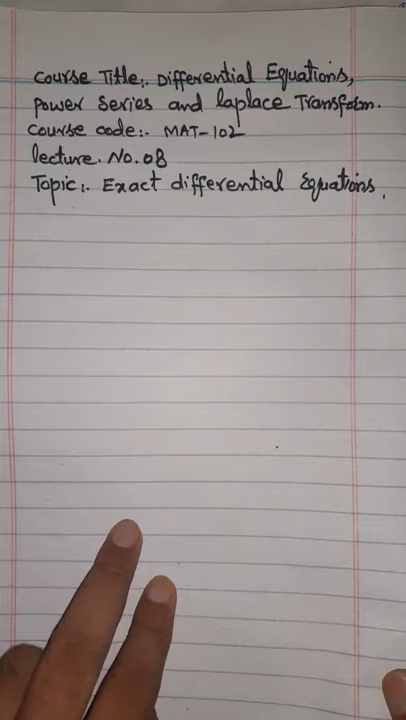 Course Title:. Differential Equations,
power Series and laplace Transform.
Course code:- MAT-102
lecture. No. 08
Topic:. Exact differential Equations.